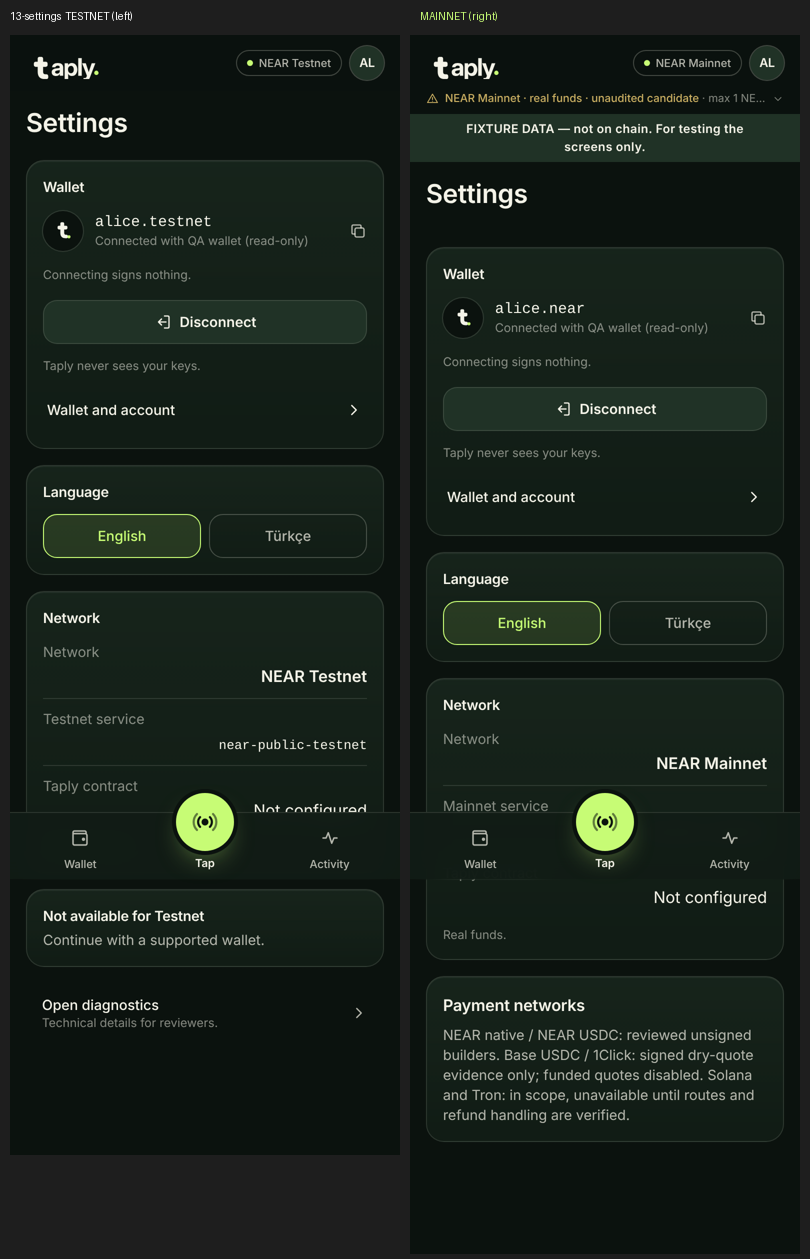 13-settings TESTNET (left)
taply.
NEAR Testnet
AL
Settings
Wallet
alice.testnet
Connected with QA wallet (read-only)
Connecting signs nothing.
Disconnect
Taply never sees your keys.
Wallet and account
Language
English
Türkçe
Network
Network
NEAR Testnet
Testnet service
near-public-testnet
Taply contract
Not configured
Wallet
Tap
Activity
Not available for Testnet
Continue with a supported wallet.
Open diagnostics
Technical details for reviewers.
MAINNET (right)
taply.
NEAR Mainnet
AL
NEAR Mainnet · real funds · unaudited candidate · max 1 NE...
FIXTURE DATA — not on chain. For testing the
screens only.
Settings
Wallet
alice.near
Connected with QA wallet (read-only)
Connecting signs nothing.
Disconnect
Taply never sees your keys.
Wallet and account
Language
English
Türkçe
Network
Network
NEAR Mainnet
Mainnet service
Wallet
Tap
Activity
Not configured
Real funds.
Payment networks
NEAR native / NEAR USDC: reviewed unsigned
builders. Base USDC / 1Click: signed dry-quote
evidence only; funded quotes disabled. Solana
and Tron: in scope, unavailable until routes and
refund handling are verified.